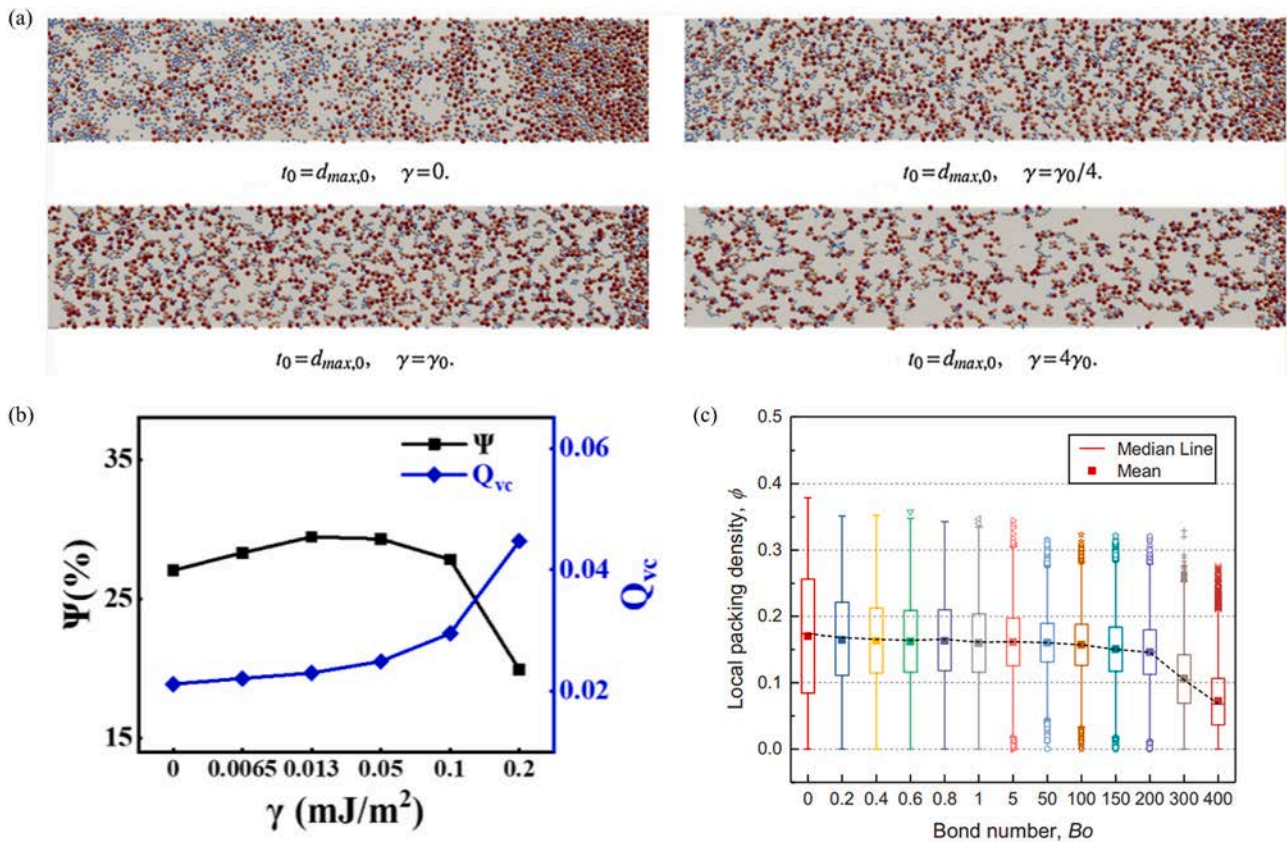 (a)
t₀=d_max,0, γ=0.
t₀=d_max,0, γ=γ₀/4.
t₀=d_max,0, γ=γ₀.
t₀=d_max,0, γ=4γ₀.
(b)
Ψ
Q_vc
35
25
15
Ψ(%)
0.06
0.04
0.02
Q_vc
0 0.0065 0.013 0.05 0.1 0.2
γ (mJ/m²)
(c)
Median Line
Mean
0.5
0.4
0.3
0.2
0.1
0.0
Local packing density, ϕ
0 0.2 0.4 0.6 0.8 1 5 50 100 150 200 300 400
Bond number, Bo